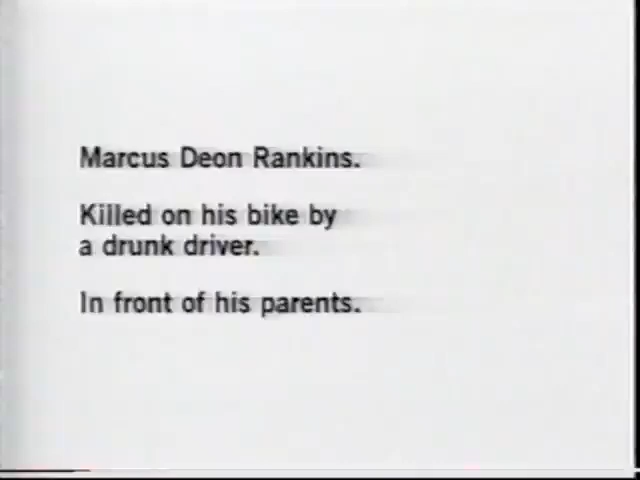 Marcus Deon Rankins.
Killed on his bike by
a drunk driver.
In front of his parents.